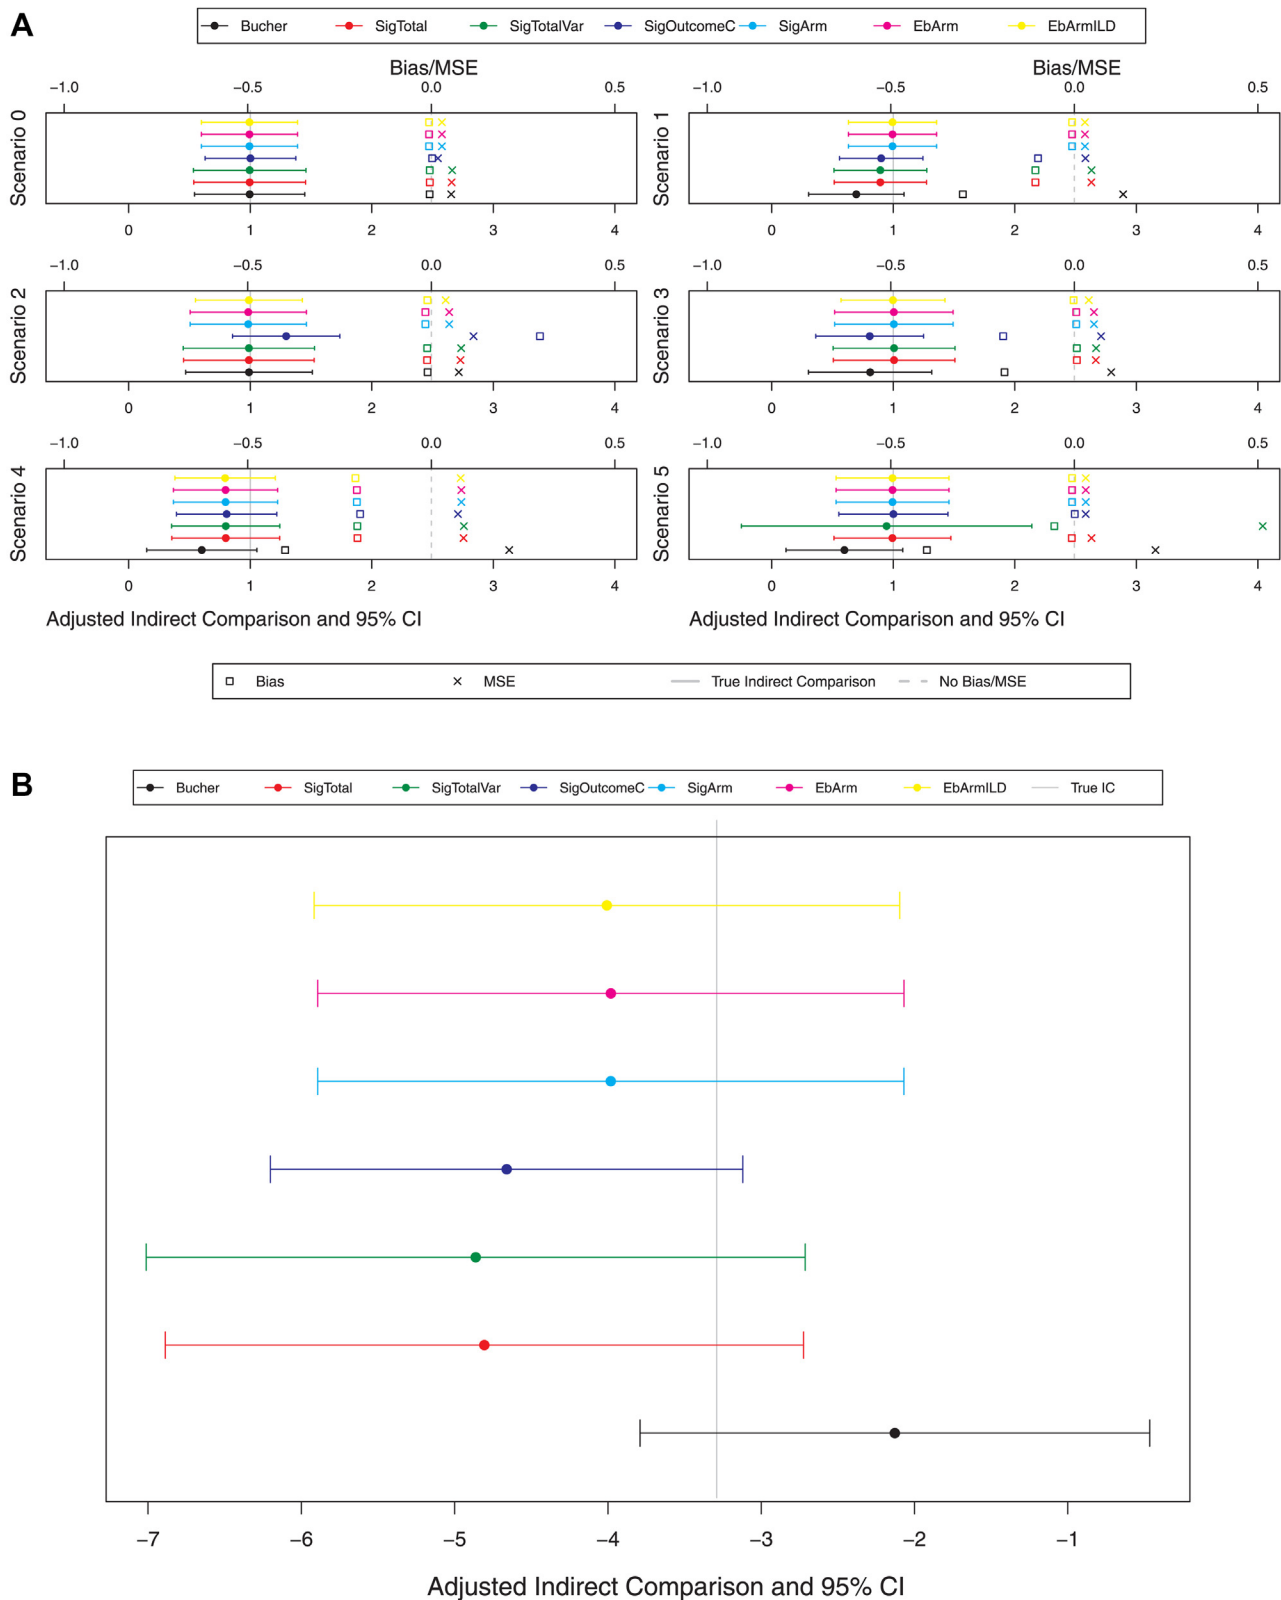 A
Bucher SigTotal SigTotalVar SigOutcomeC SigArm EbArm EbArmILD
Bias/MSE Bias/MSE
−1.0 −0.5 0.0 0.5 −1.0 −0.5 0.0 0.5
Scenario 0 Scenario 1
0 1 2 3 4 0 1 2 3 4
−1.0 −0.5 0.0 0.5 −1.0 −0.5 0.0 0.5
Scenario 2 Scenario 3
0 1 2 3 4 0 1 2 3 4
−1.0 −0.5 0.0 0.5 −1.0 −0.5 0.0 0.5
Scenario 4 Scenario 5
0 1 2 3 4 0 1 2 3 4
Adjusted Indirect Comparison and 95% CI Adjusted Indirect Comparison and 95% CI
Bias MSE True Indirect Comparison No Bias/MSE
B
Bucher SigTotal SigTotalVar SigOutcomeC SigArm EbArm EbArmILD True IC
−7 −6 −5 −4 −3 −2 −1
Adjusted Indirect Comparison and 95% CI